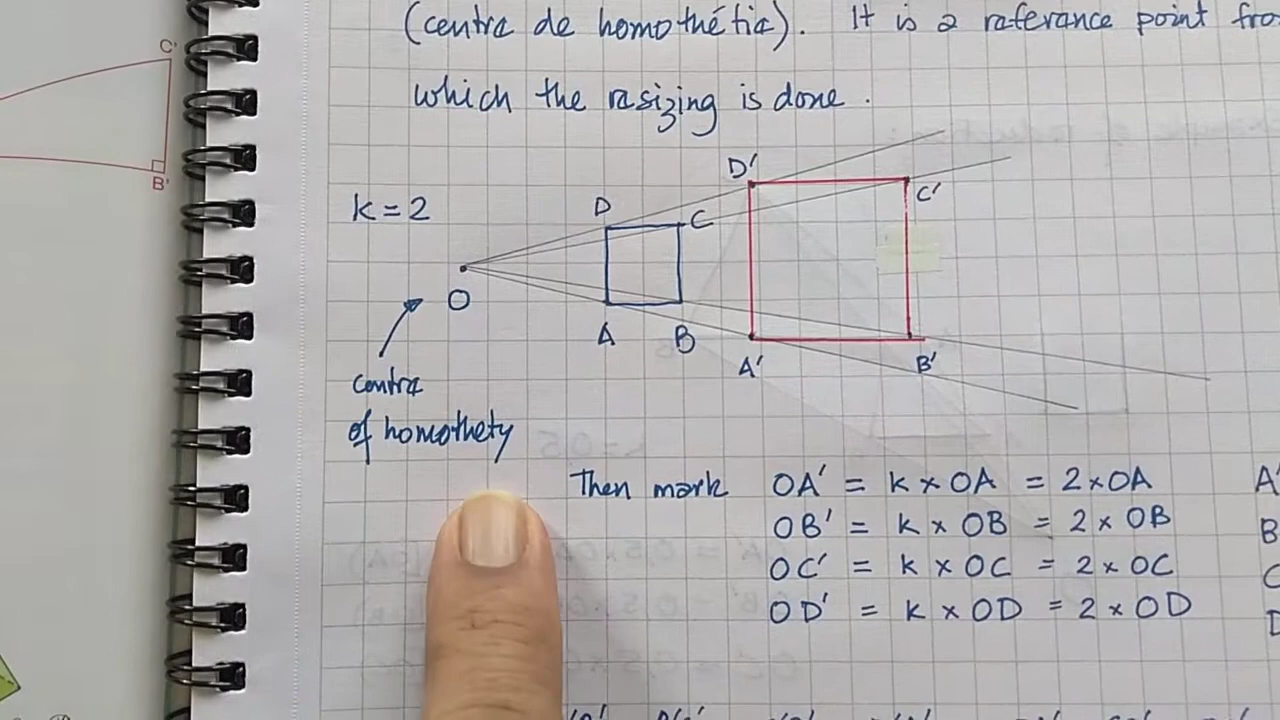 (centre de homothétie). It is a reference point fro
which the resizing is done.
C'
B'
k = 2
D
C
D'
C'
O
A
B
A'
B'
centre
of homothety
Then mark OA' = k × OA = 2 × OA
OB' = k × OB = 2 × OB
OC' = k × OC = 2 × OC
OD' = k × OD = 2 × OD
A'
B
C
D